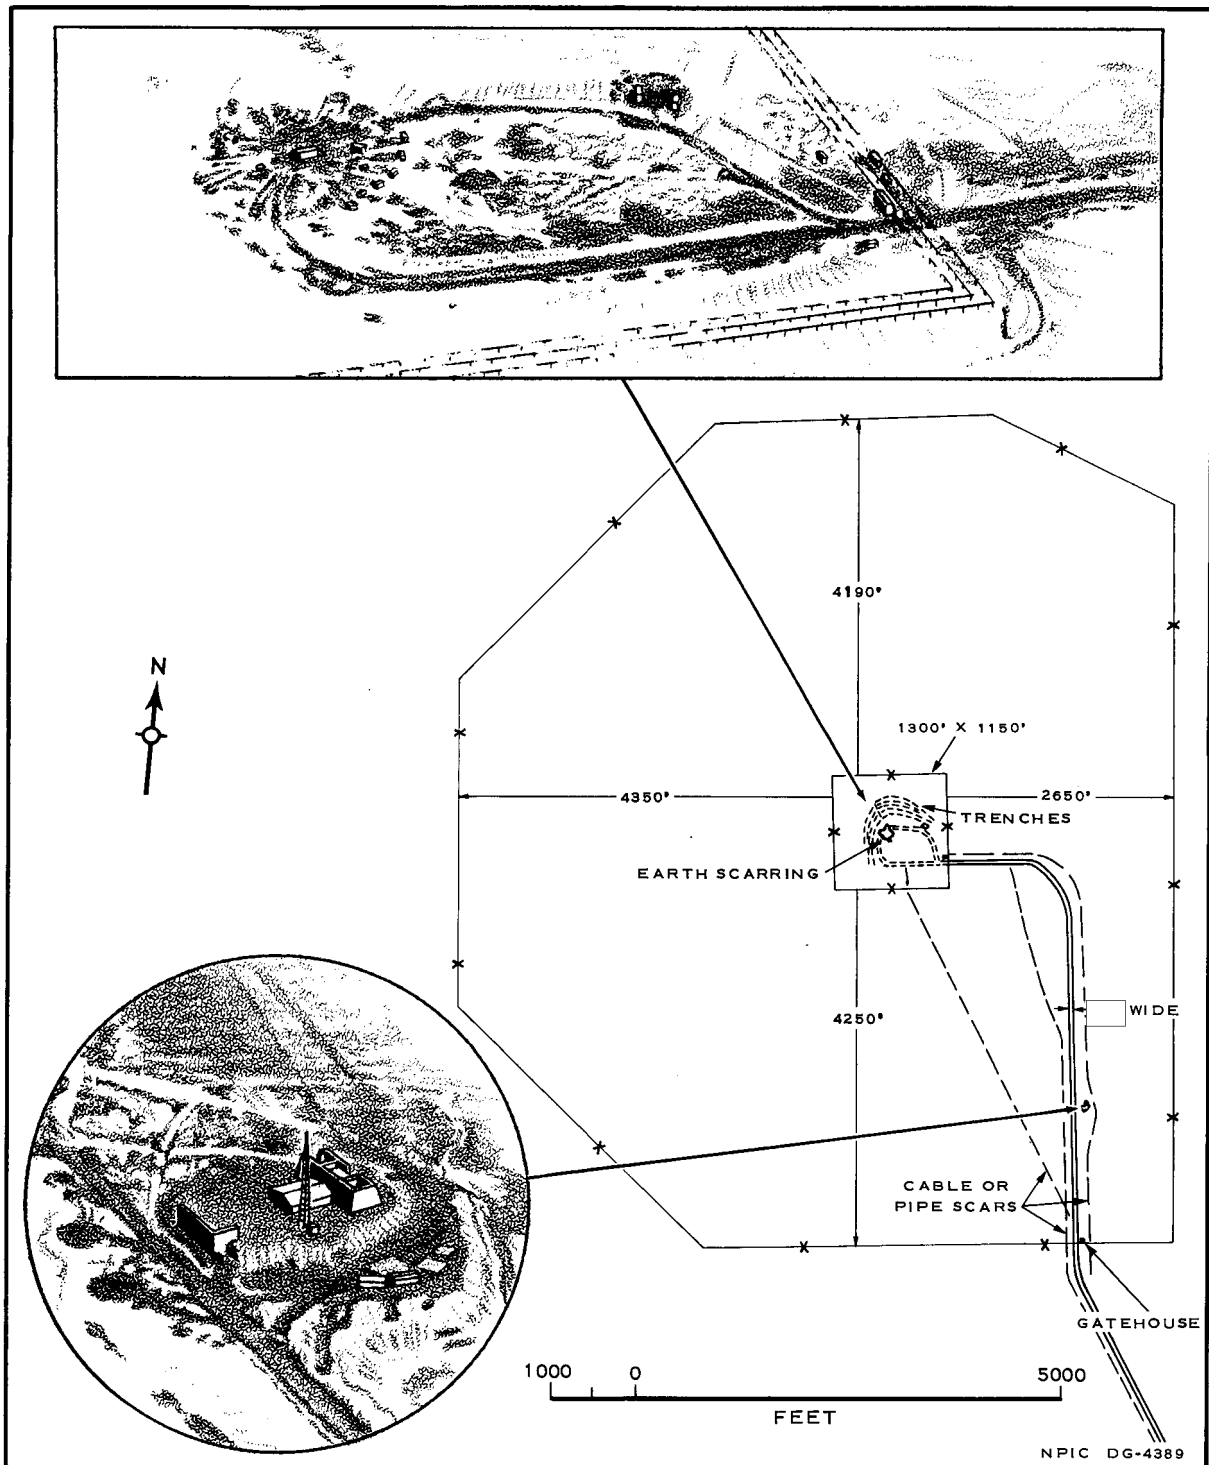 4190'
N
1300' X 1150'
4350'
2650'
TRENCHES
EARTH SCARRING
4250'
WIDE
CABLE OR
PIPE SCARS
GATEHOUSE
1000 0 5000
FEET
NPIC DG-4389